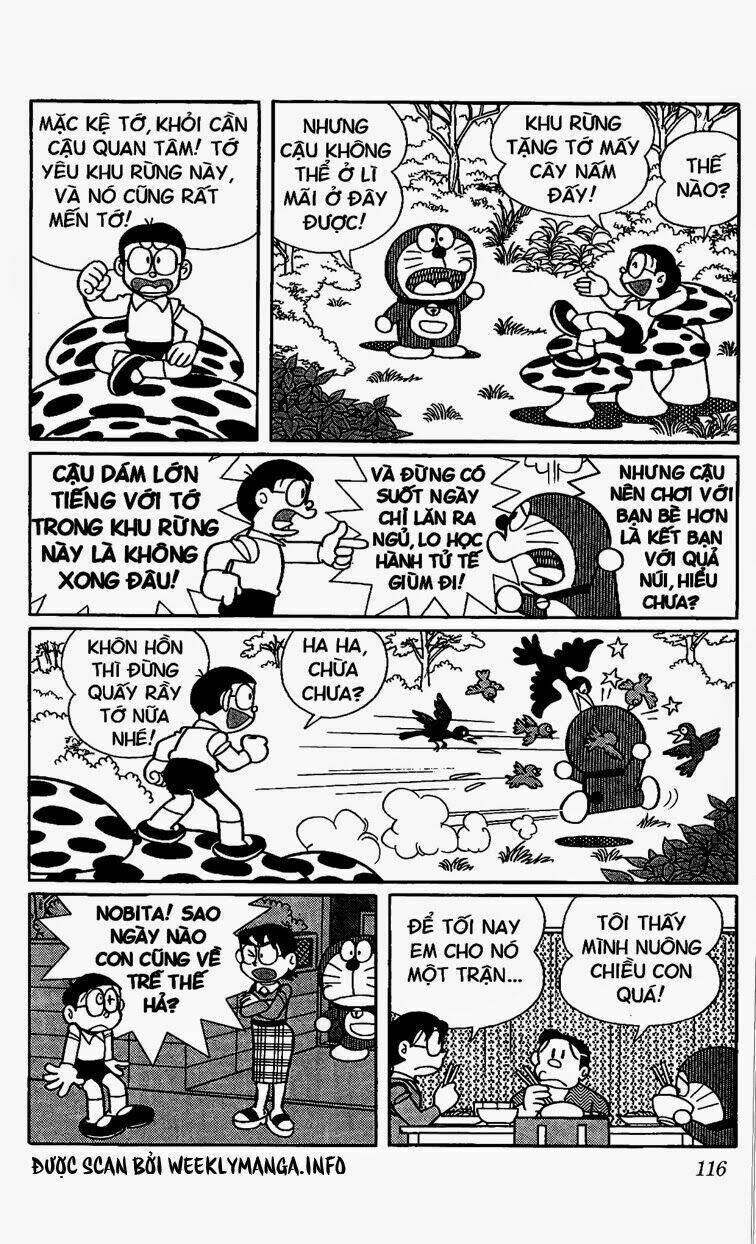 THẾ
NÀO?
KHU RỪNG
TẶNG TỚ MẤY
CÂY NẤM
ĐẤY!
NHƯNG
CẬU KHÔNG
THỂ Ở LÌ
MÃI Ở ĐÂY
ĐƯỢC!
MẶC KỆ TỚ, KHỎI CẦN
CẬU QUAN TÂM! TỚ
YÊU KHU RỪNG NÀY,
VÀ NÓ CŨNG RẤT
MẾN TỚ!
NHƯNG CẬU
NÊN CHƠI VỚI
BẠN BÈ HƠN
LÀ KẾT BẠN
VỚI QUẢ
NÚI, HIỂU
CHƯA?
VÀ ĐỪNG CÓ
SUỐT NGÀY
CHỈ LĂN RA
NGỦ, LO HỌC
HÀNH TỬ TẾ
GIÙM ĐI!
CẬU DÁM LỚN
TIẾNG VỚI TỚ
TRONG KHU RỪNG
NÀY LÀ KHÔNG
XONG ĐÂU!
HA HA,
CHỪA
CHƯA?
KHÔN HỒN
THÌ ĐỪNG
QUẤY RẦY
TỚ NỮA
NHÉ!
TÔI THẤY
MÌNH NUÔNG
CHIỀU CON
QUÁ!
ĐỂ TỐI NAY
EM CHO NÓ
MỘT TRẬN...
NOBITA! SAO
NGÀY NÀO
CON CŨNG VỀ
TRỄ THẾ
HẢ?
ĐƯỢC SCAN BỞI WEEKLYMANGA.INFO
116